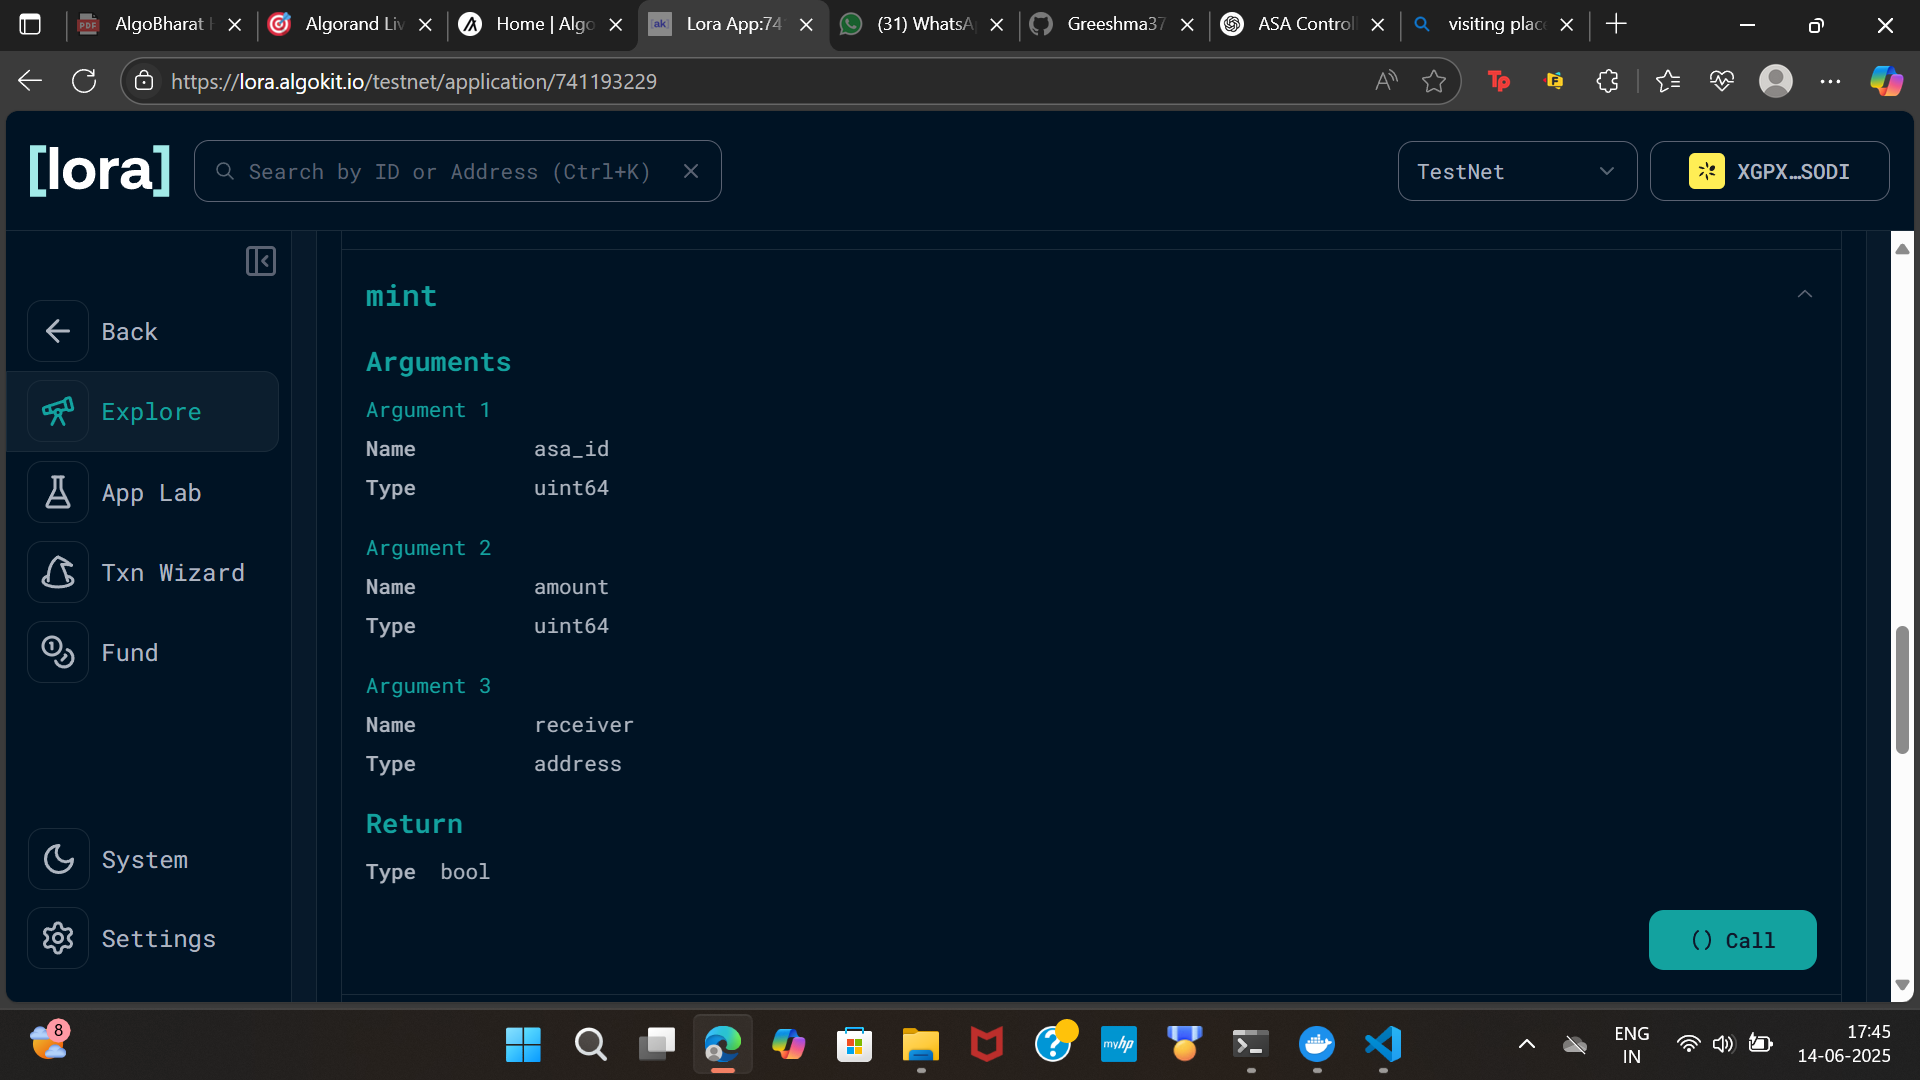 AlgoBharat
Algorand Liv
Home | Algo
Lora App:74
(31) WhatsA
Greeshma37
ASA Control
visiting place
https://lora.algokit.io/testnet/application/741193229
[lora]
Search by ID or Address (Ctrl+K)
TestNet
XGPX…SODI
Back
Explore
App Lab
Txn Wizard
Fund
System
Settings
mint
Arguments
Argument 1
Name asa_id
Type uint64
Argument 2
Name amount
Type uint64
Argument 3
Name receiver
Type address
Return
Type bool
() Call
8
ENG
IN
17:45
14-06-2025